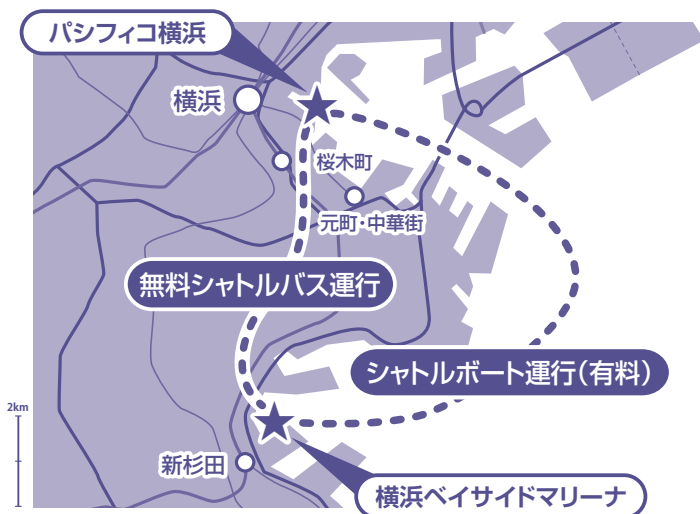 パシフィコ横浜
横浜
桜木町
元町・中華街
無料シャトルバス運行
シャトルボート運行(有料)
2km
新杉田
横浜ベイサイドマリーナ